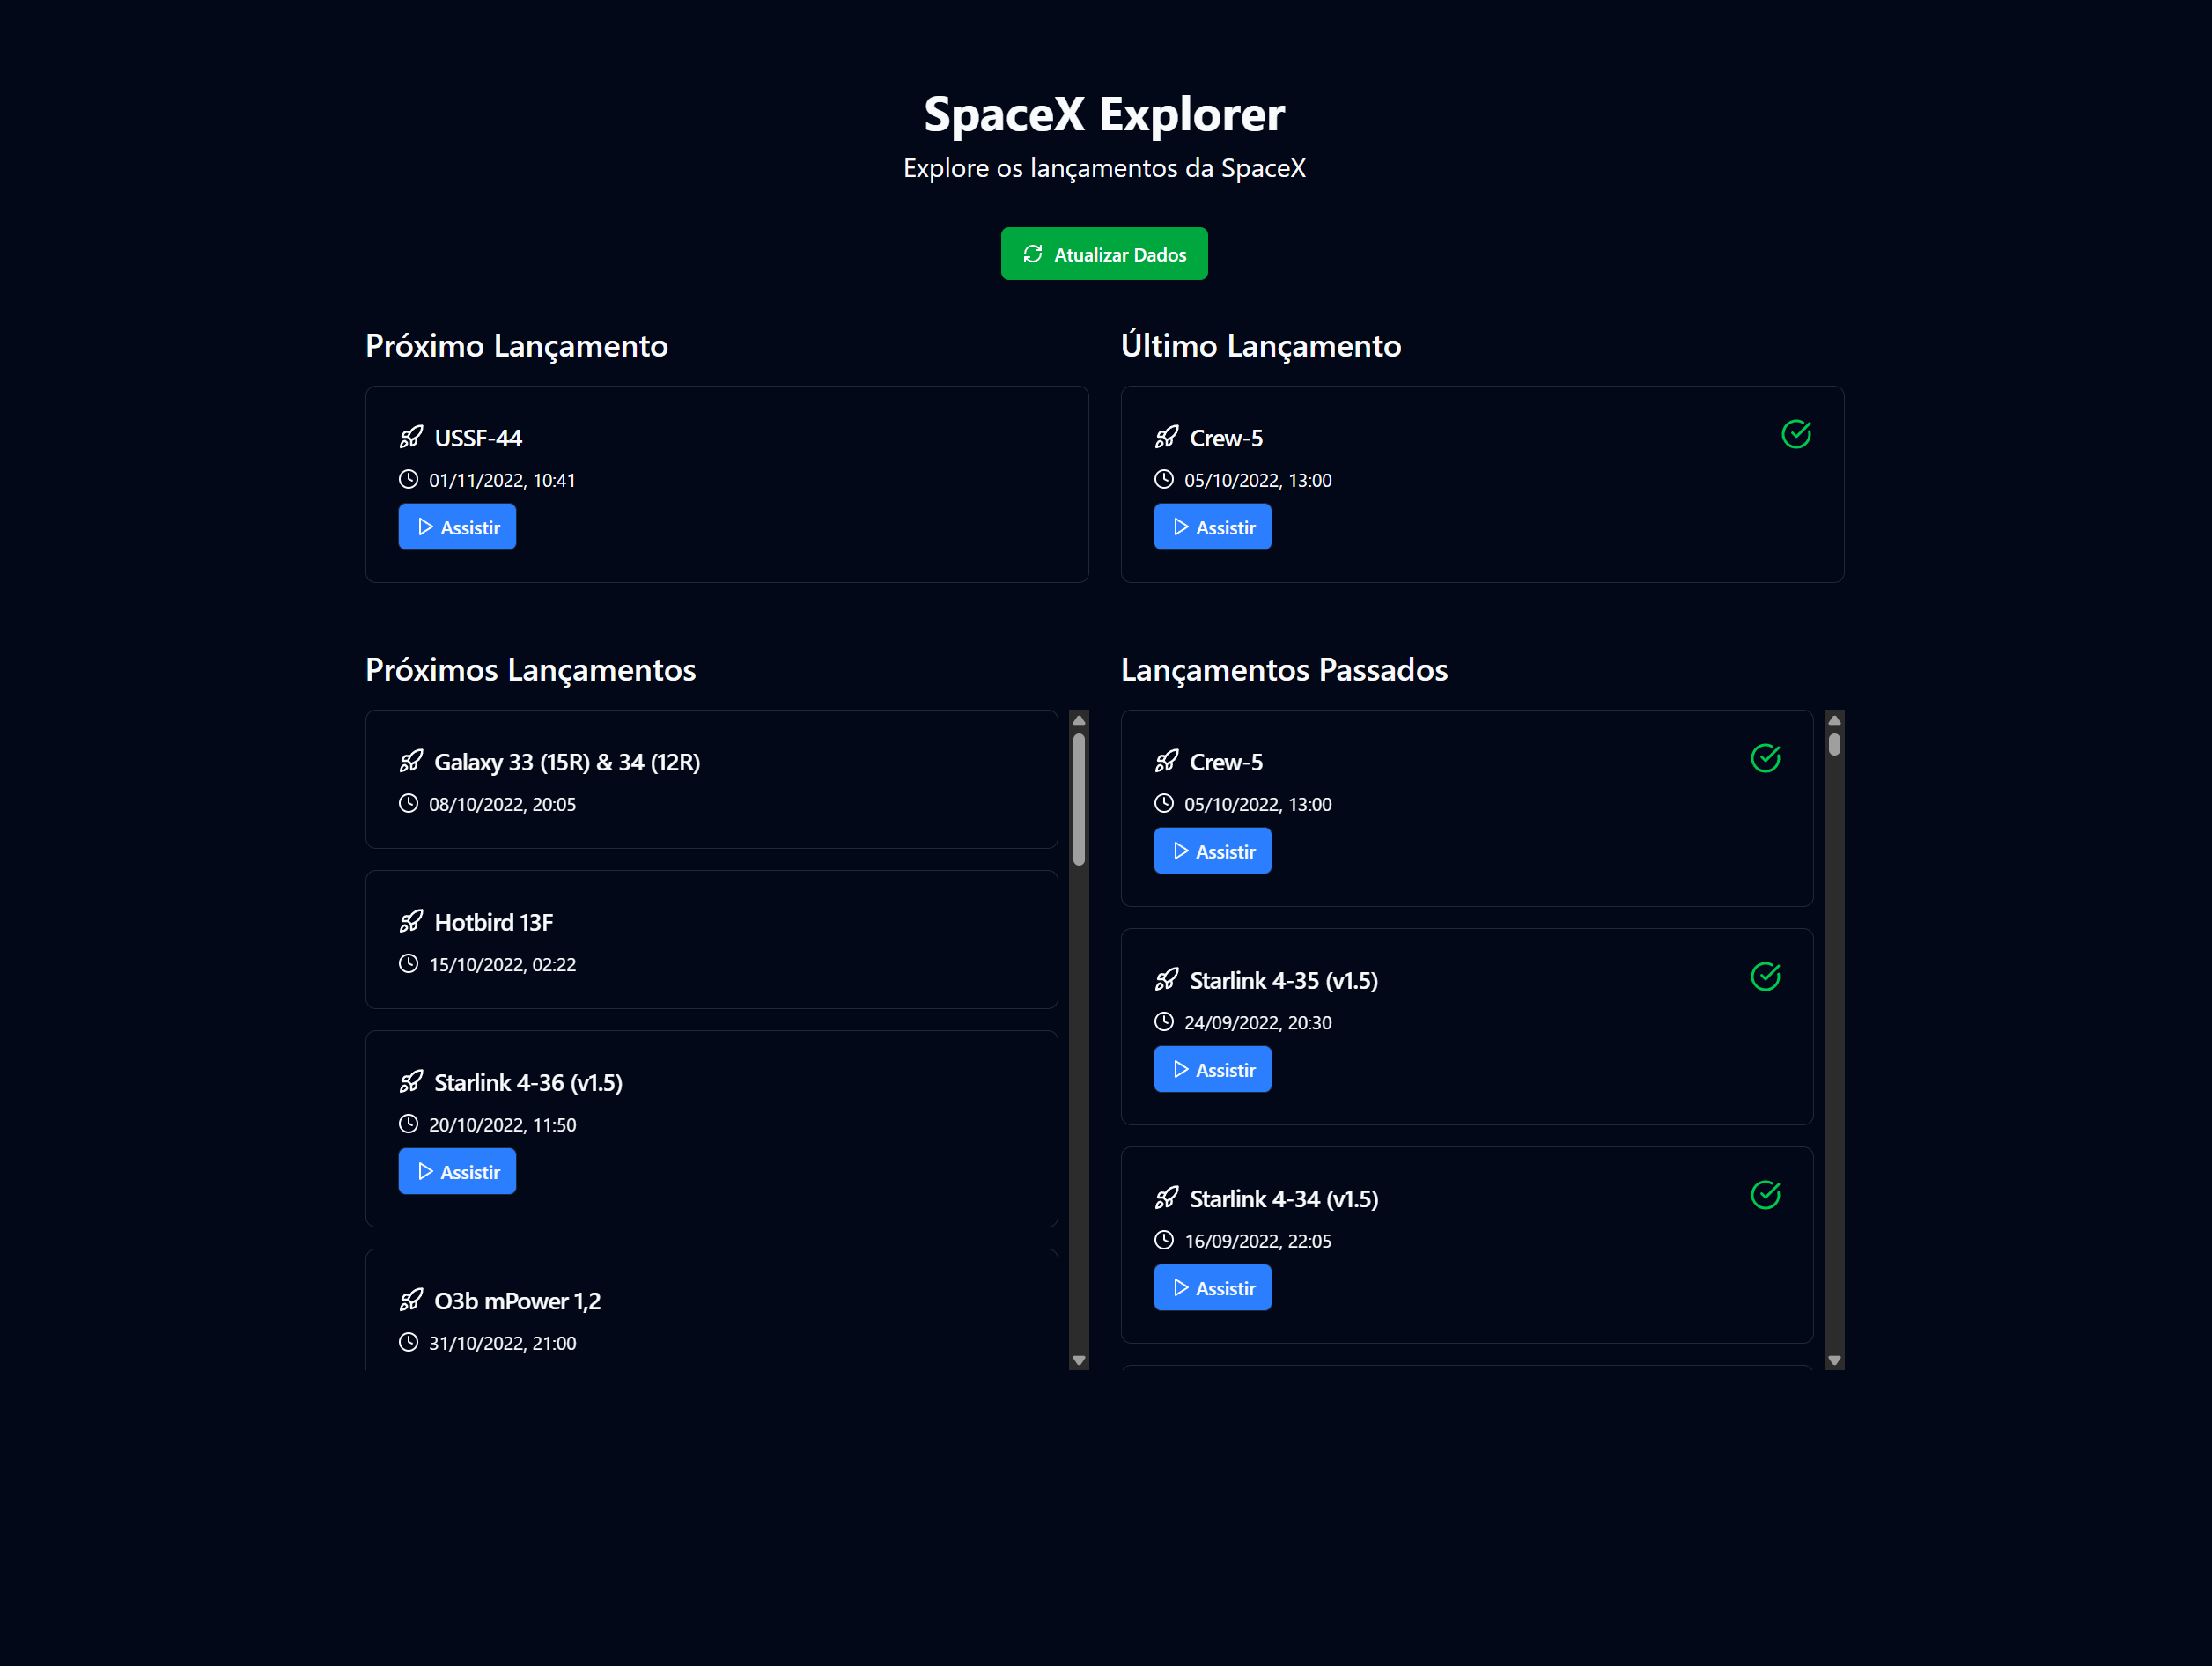 SpaceX Explorer
Explore os lançamentos da SpaceX
Atualizar Dados
Próximo Lançamento
USSF-44
01/11/2022, 10:41
Assistir
Último Lançamento
Crew-5
05/10/2022, 13:00
Assistir
Próximos Lançamentos
Galaxy 33 (15R) & 34 (12R)
08/10/2022, 20:05
Hotbird 13F
15/10/2022, 02:22
Starlink 4-36 (v1.5)
20/10/2022, 11:50
Assistir
O3b mPower 1,2
31/10/2022, 21:00
Lançamentos Passados
Crew-5
05/10/2022, 13:00
Assistir
Starlink 4-35 (v1.5)
24/09/2022, 20:30
Assistir
Starlink 4-34 (v1.5)
16/09/2022, 22:05
Assistir